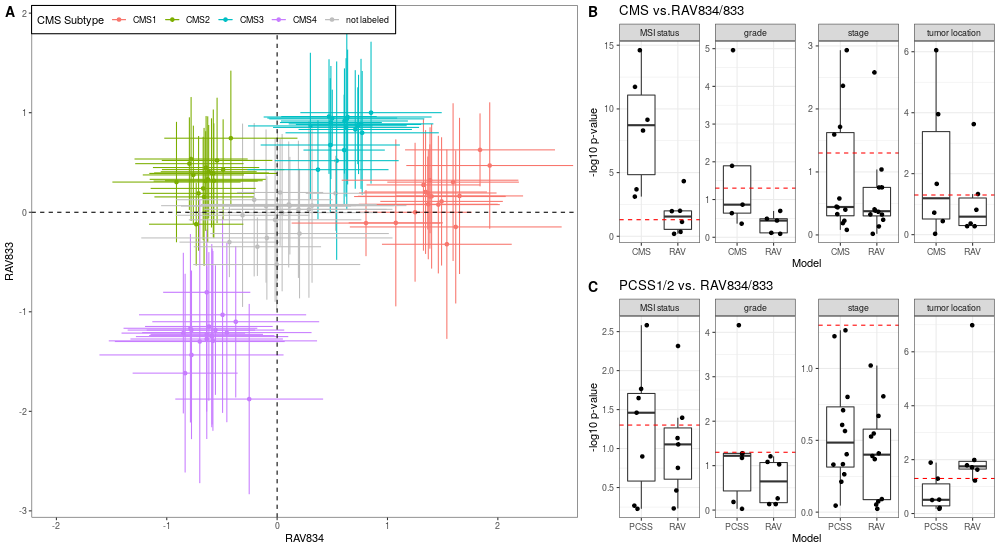 A
CMS Subtype CMS1 CMS2 CMS3 CMS4 not labeled
1
0
-1
-2
-3
RAV833
-2 -1 0 1 2
RAV834
B CMS vs.RAV834/833
MSI status grade stage tumor location
15
10
5
0
5
4
3
2
1
0
3
2
1
0
6
4
2
0
-log10 p-value
CMS RAV CMS RAV CMS RAV CMS RAV
Model
C PCSS1/2 vs. RAV834/833
MSI status grade stage tumor location
2.5
2.0
1.5
1.0
0.5
4
3
2
1
0
1.0
0.5
0.0
6
4
2
0
-log10 p-value
PCSS RAV PCSS RAV PCSS RAV PCSS RAV
Model